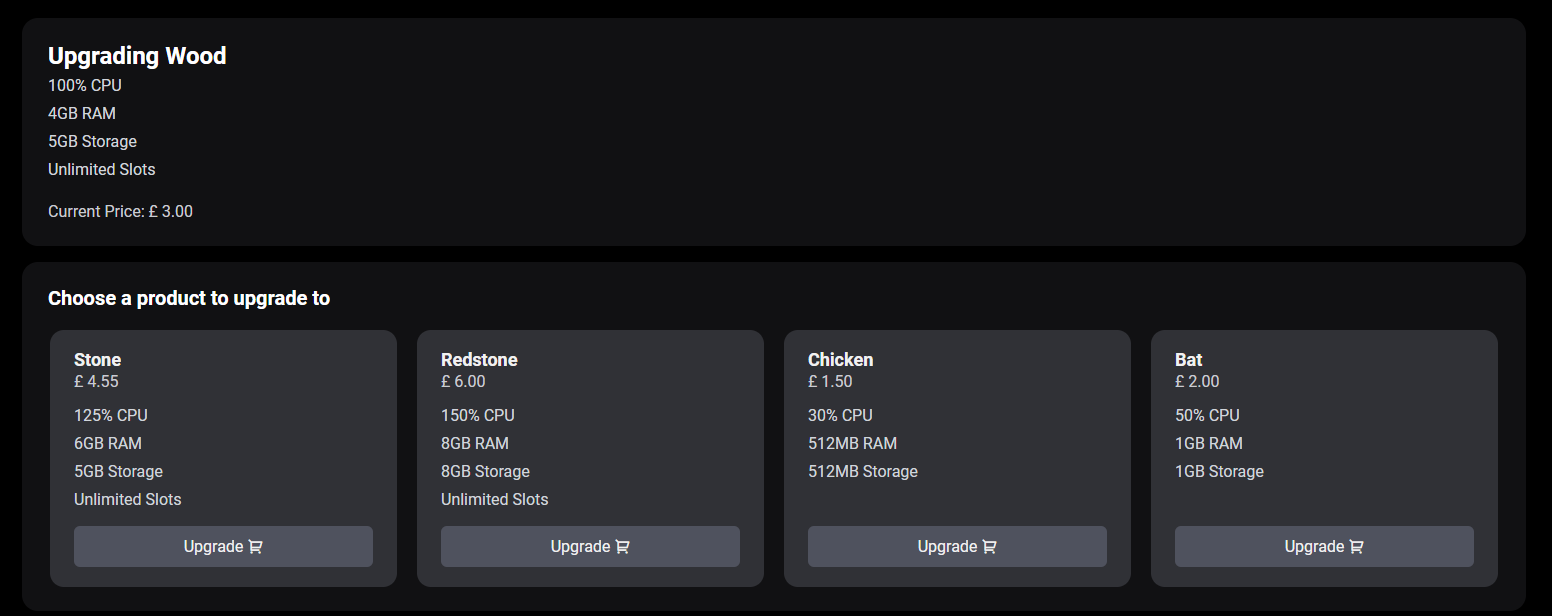 Upgrading Wood
100% CPU
4GB RAM
5GB Storage
Unlimited Slots
Current Price: £ 3.00
Choose a product to upgrade to
Stone
£ 4.55
125% CPU
6GB RAM
5GB Storage
Unlimited Slots
Upgrade
Redstone
£ 6.00
150% CPU
8GB RAM
8GB Storage
Unlimited Slots
Upgrade
Chicken
£ 1.50
30% CPU
512MB RAM
512MB Storage
Upgrade
Bat
£ 2.00
50% CPU
1GB RAM
1GB Storage
Upgrade